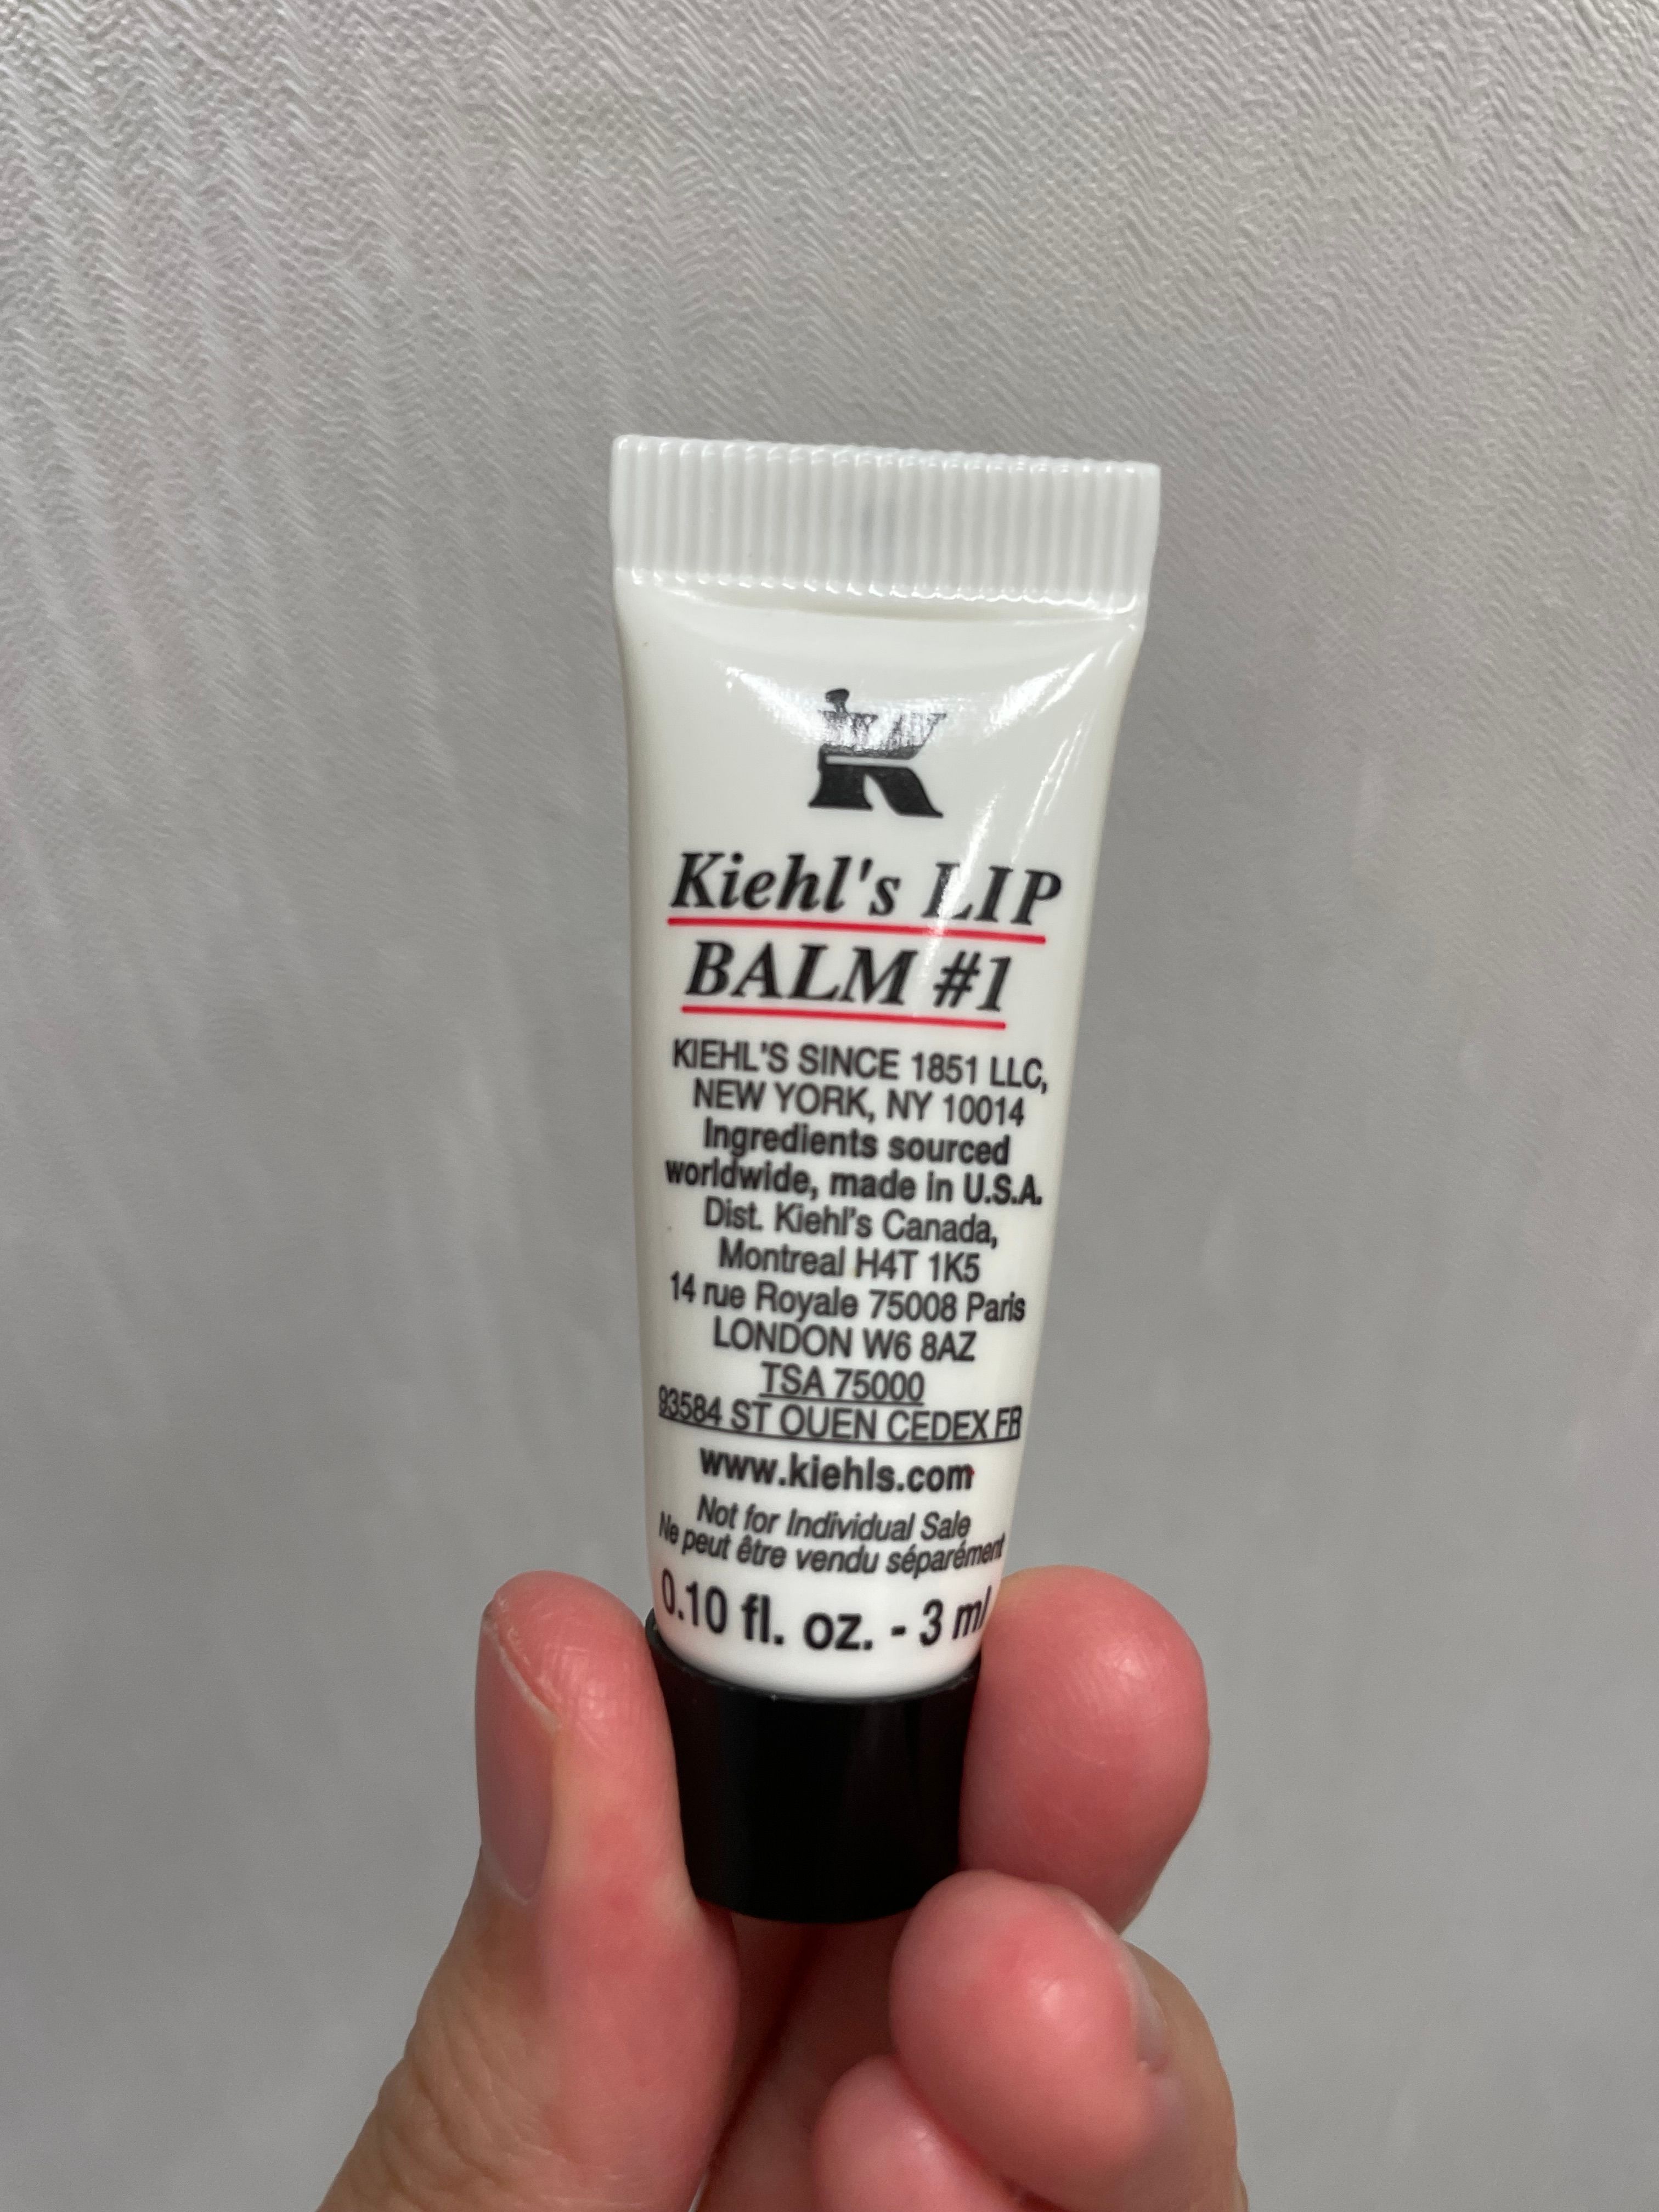 K
Kiehl's LIP
BALM #1
KIEHL'S SINCE 1851 LLC,
NEW YORK, NY 10014
Ingredients sourced
worldwide, made in U.S.A.
Dist. Kiehl's Canada,
Montreal H4T 1K5
14 rue Royale 75008 Paris
LONDON W6 8AZ
TSA 75000
93584 ST OUEN CEDEX FR
www.kiehls.com
Not for Individual Sale
Ne peut être vendu séparément
0.10 fl. oz. - 3 ml